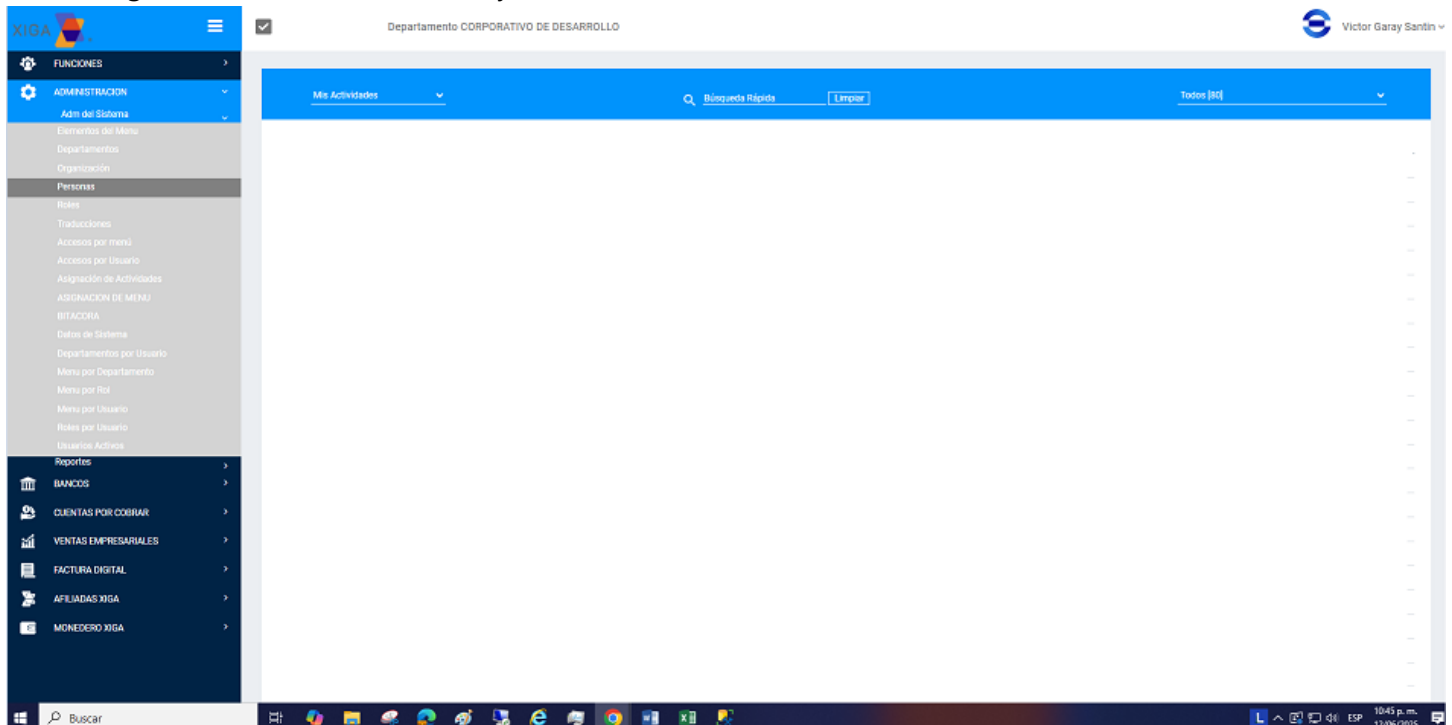 XIGA
Departamento CORPORATIVO DE DESARROLLO
Victor Garay Santin
FUNCIONES
ADMINISTRACION
Adm del Sistema
Mis Actividades
Búsqueda Rápida
Limpiar
Todos [80]
Elementos del Menu
Departamentos
Organización
Personas
Roles
Traducciones
Accesos por menú
Accesos por Usuario
Asignación de Actividades
ASIGNACION DE MENU
BITACORA
Datos de Sistema
Departamentos por Usuario
Menu por Departamento
Menu por Rol
Menu por Usuario
Roles por Usuario
Usuarios Activos
Reportes
BANCOS
CUENTAS POR COBRAR
VENTAS EMPRESARIALES
FACTURA DIGITAL
AFILIADAS XIGA
MONEDERO XIGA
Buscar
L
ESP
10:45 p. m.
12/06/2025